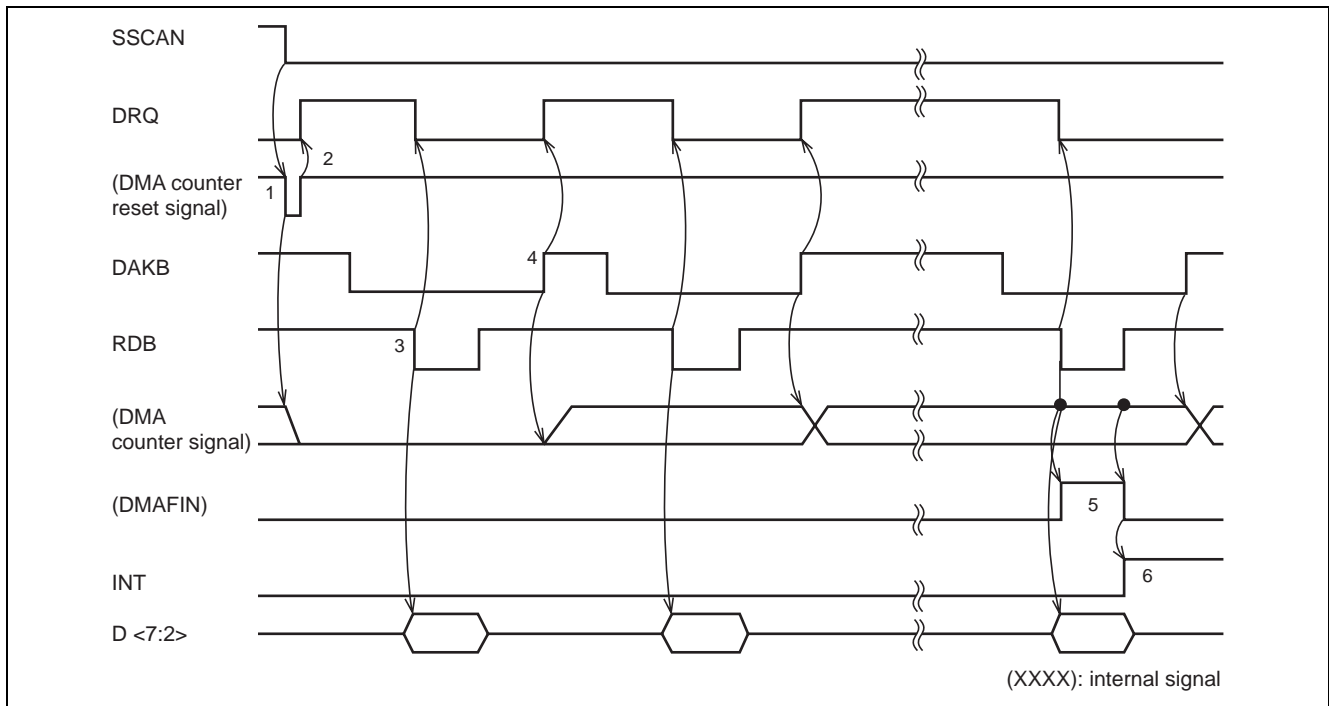 SSCAN
DRQ
2
(DMA counter
reset signal)
1
DAKB
4
RDB
3
(DMA
counter signal)
(DMAFIN)
5
INT
6
D <7:2>
(XXXX): internal signal